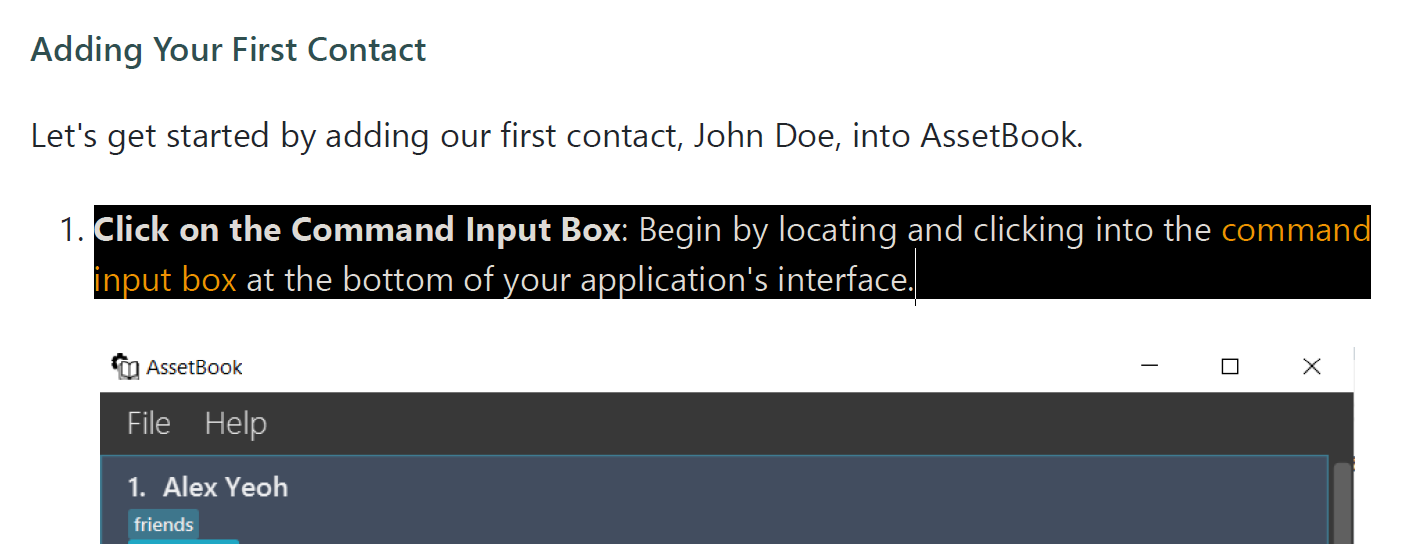 Adding Your First Contact
Let's get started by adding our first contact, John Doe, into AssetBook.
1. Click on the Command Input Box: Begin by locating and clicking into the command
input box at the bottom of your application's interface.
AssetBook
File Help
1. Alex Yeoh
friends